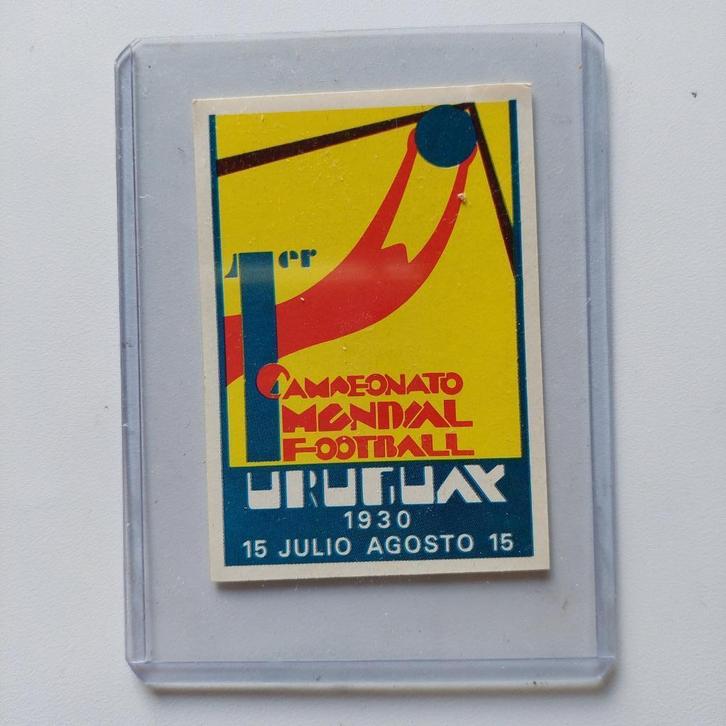 1er
CAMPEONATO
MUNDIAL
FOOTBALL
URUGUAY
1930
15 JULIO AGOSTO 15